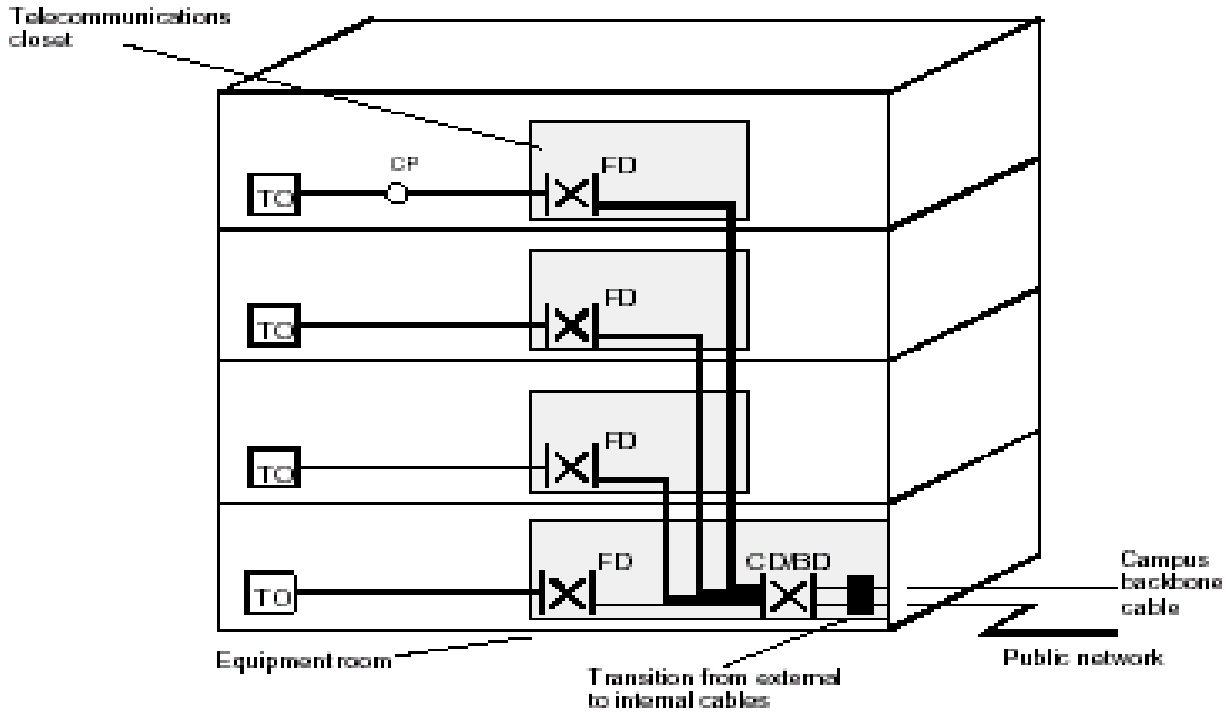 Telecommunications
closet
CP
FD
TO
FD
TO
FD
TO
FD
CD/BD
TO
Campus
backbone
cable
Equipment room
Public network
Transition from external
to internal cables